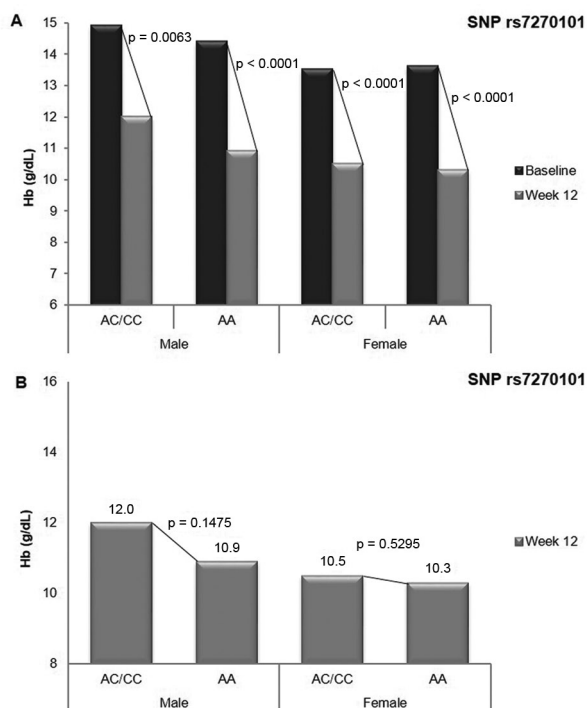 A
SNP rs7270101
15
14
13
12
11
10
9
8
7
6
Hb (g/dL)
p = 0.0063
p < 0.0001
p < 0.0001
p < 0.0001
Baseline
Week 12
AC/CC AA AC/CC AA
Male Female
B
SNP rs7270101
16
14
12
10
8
Hb (g/dL)
12.0
p = 0.1475
10.9
p = 0.5295
10.5
10.3
Week 12
AC/CC AA AC/CC AA
Male Female